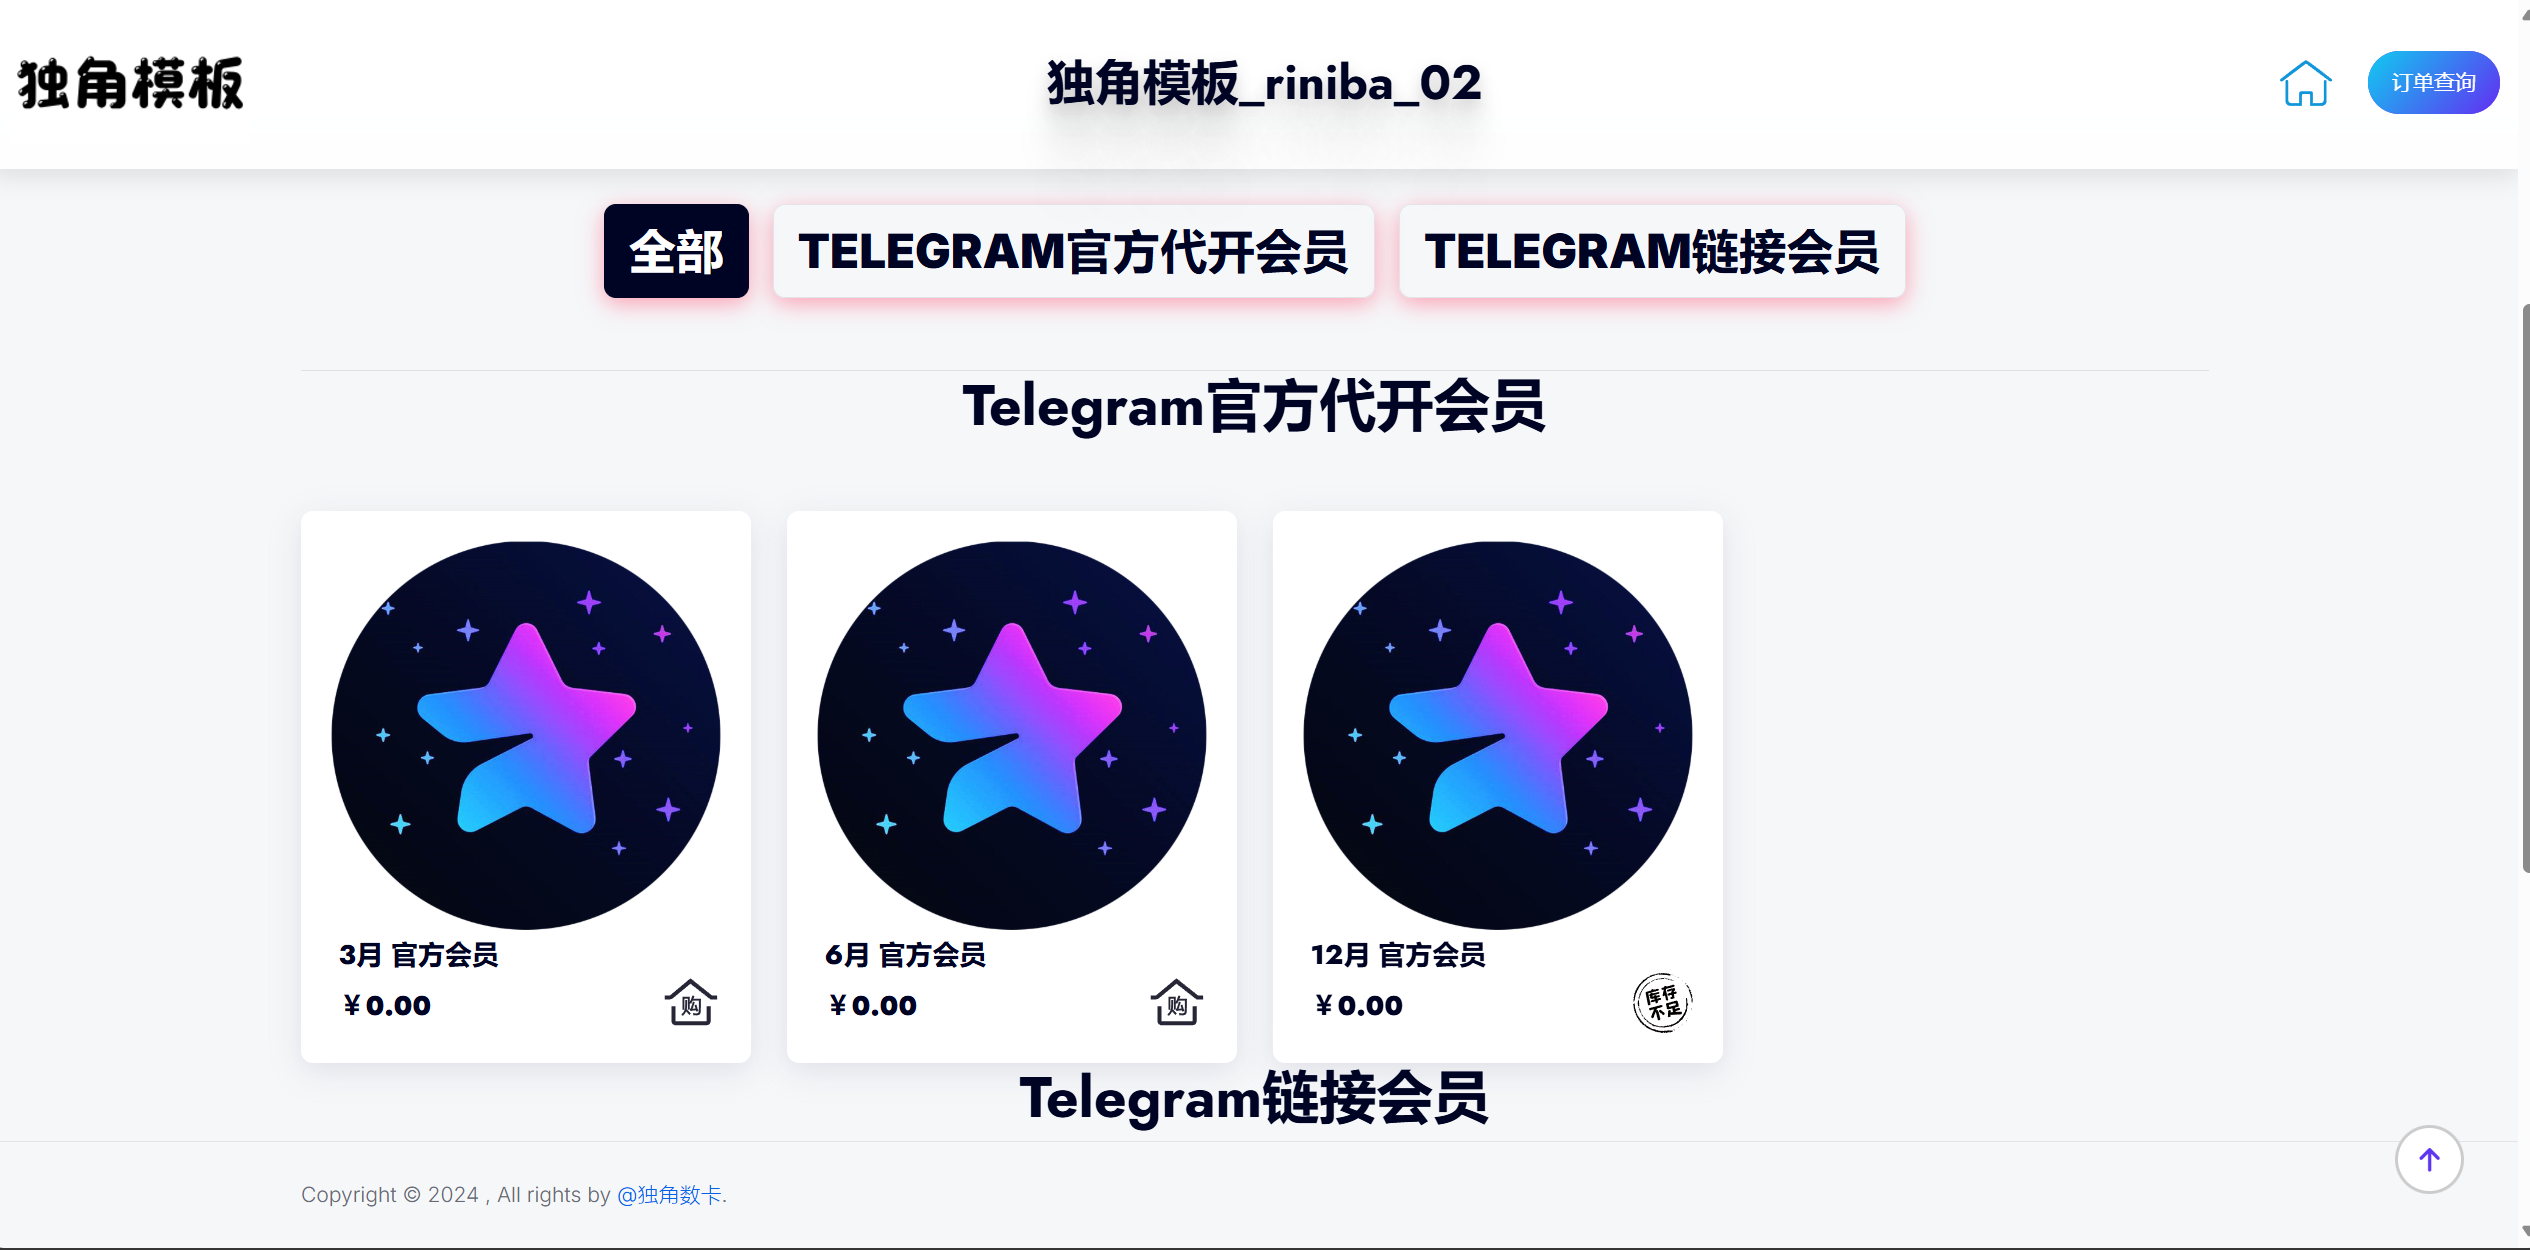 独角模板
独角模板_riniba_02
订单查询
全部
TELEGRAM官方代开会员
TELEGRAM链接会员
Telegram官方代开会员
3月 官方会员
¥0.00
购
6月 官方会员
¥0.00
购
12月 官方会员
¥0.00
库存
不足
Telegram链接会员
Copyright © 2024 , All rights by @独角数卡.